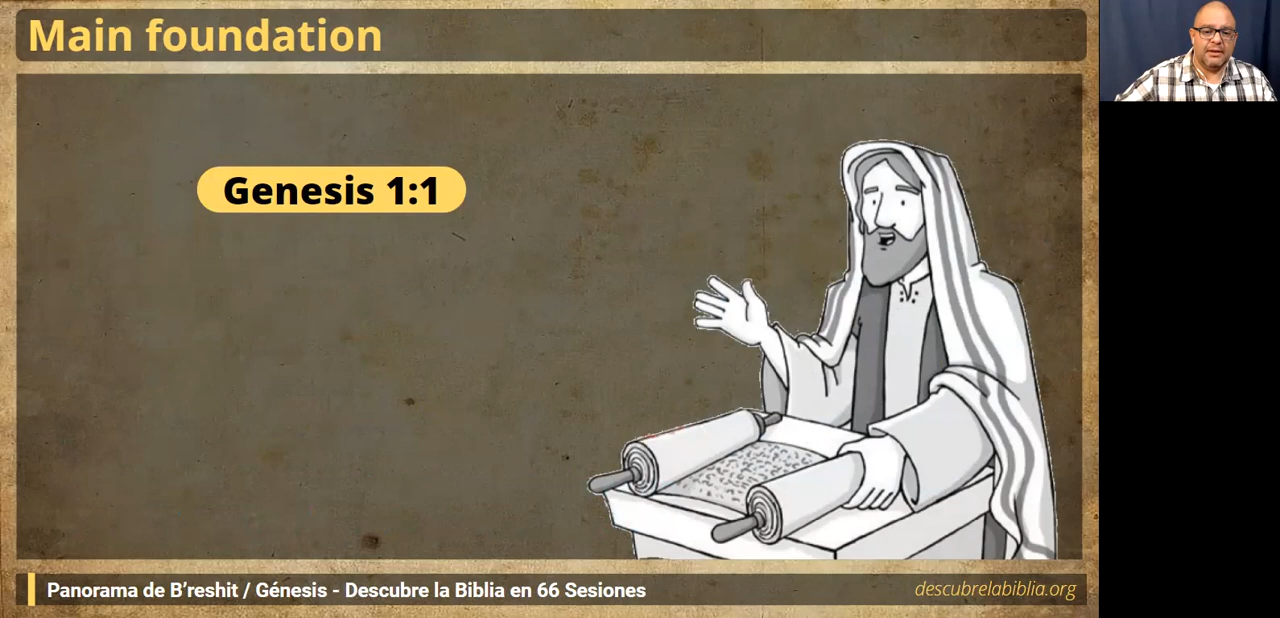 Main foundation
Genesis 1:1
Panorama de B’reshit / Génesis - Descubre la Biblia en 66 Sesiones
descubrelabiblia.org